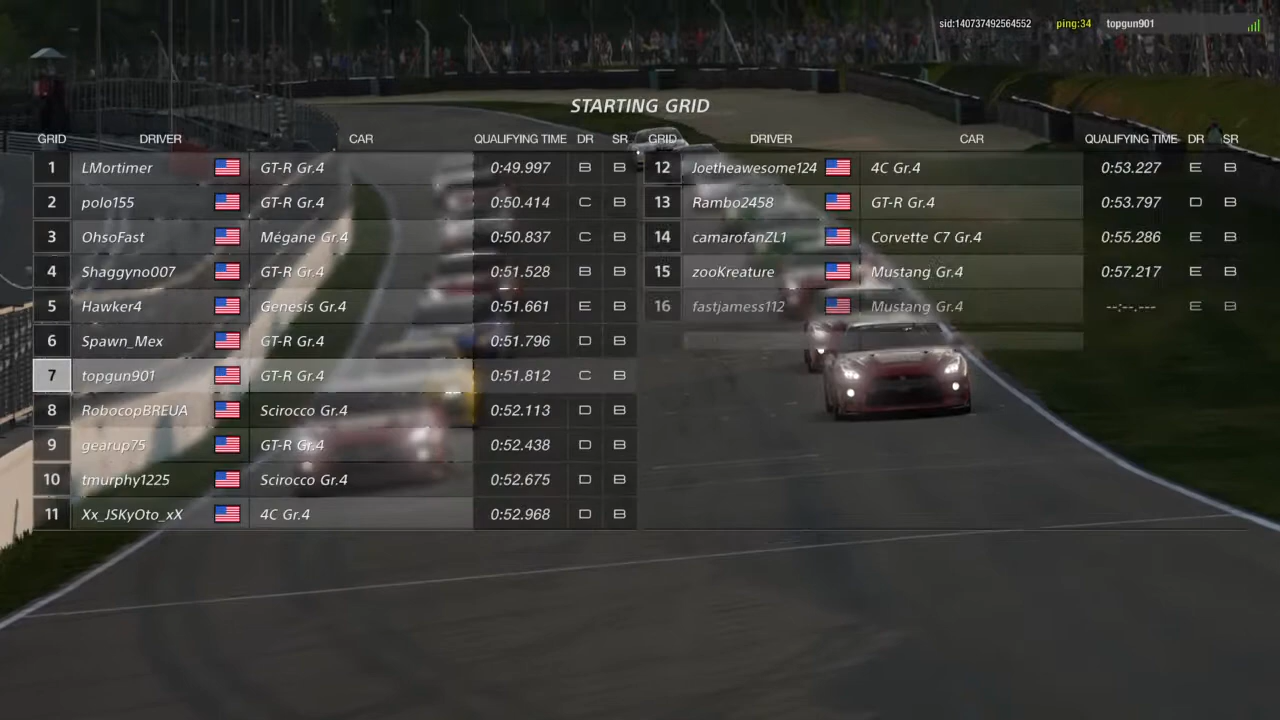 sid:140737492564552 ping:34 topgun901
STARTING GRID
GRID DRIVER CAR QUALIFYING TIME DR SR
1 LMortimer GT-R Gr.4 0:49.997 B B
2 polo155 GT-R Gr.4 0:50.414 C B
3 OhsoFast Mégane Gr.4 0:50.837 C B
4 Shaggyno007 GT-R Gr.4 0:51.528 B B
5 Hawker4 Genesis Gr.4 0:51.661 E B
6 Spawn_Mex GT-R Gr.4 0:51.796 D B
7 topgun901 GT-R Gr.4 0:51.812 C B
8 RobocopBREUA Scirocco Gr.4 0:52.113 D B
9 gearup75 GT-R Gr.4 0:52.438 D B
10 tmurphy1225 Scirocco Gr.4 0:52.675 D B
11 Xx_JSKyOto_xX 4C Gr.4 0:52.968 D B
GRID DRIVER CAR QUALIFYING TIME DR SR
12 Joetheawesome124 4C Gr.4 0:53.227 E B
13 Rambo2458 GT-R Gr.4 0:53.797 D B
14 camarofanZL1 Corvette C7 Gr.4 0:55.286 E B
15 zooKreature Mustang Gr.4 0:57.217 E B
16 fastjamess112 Mustang Gr.4 --:--.--- E B